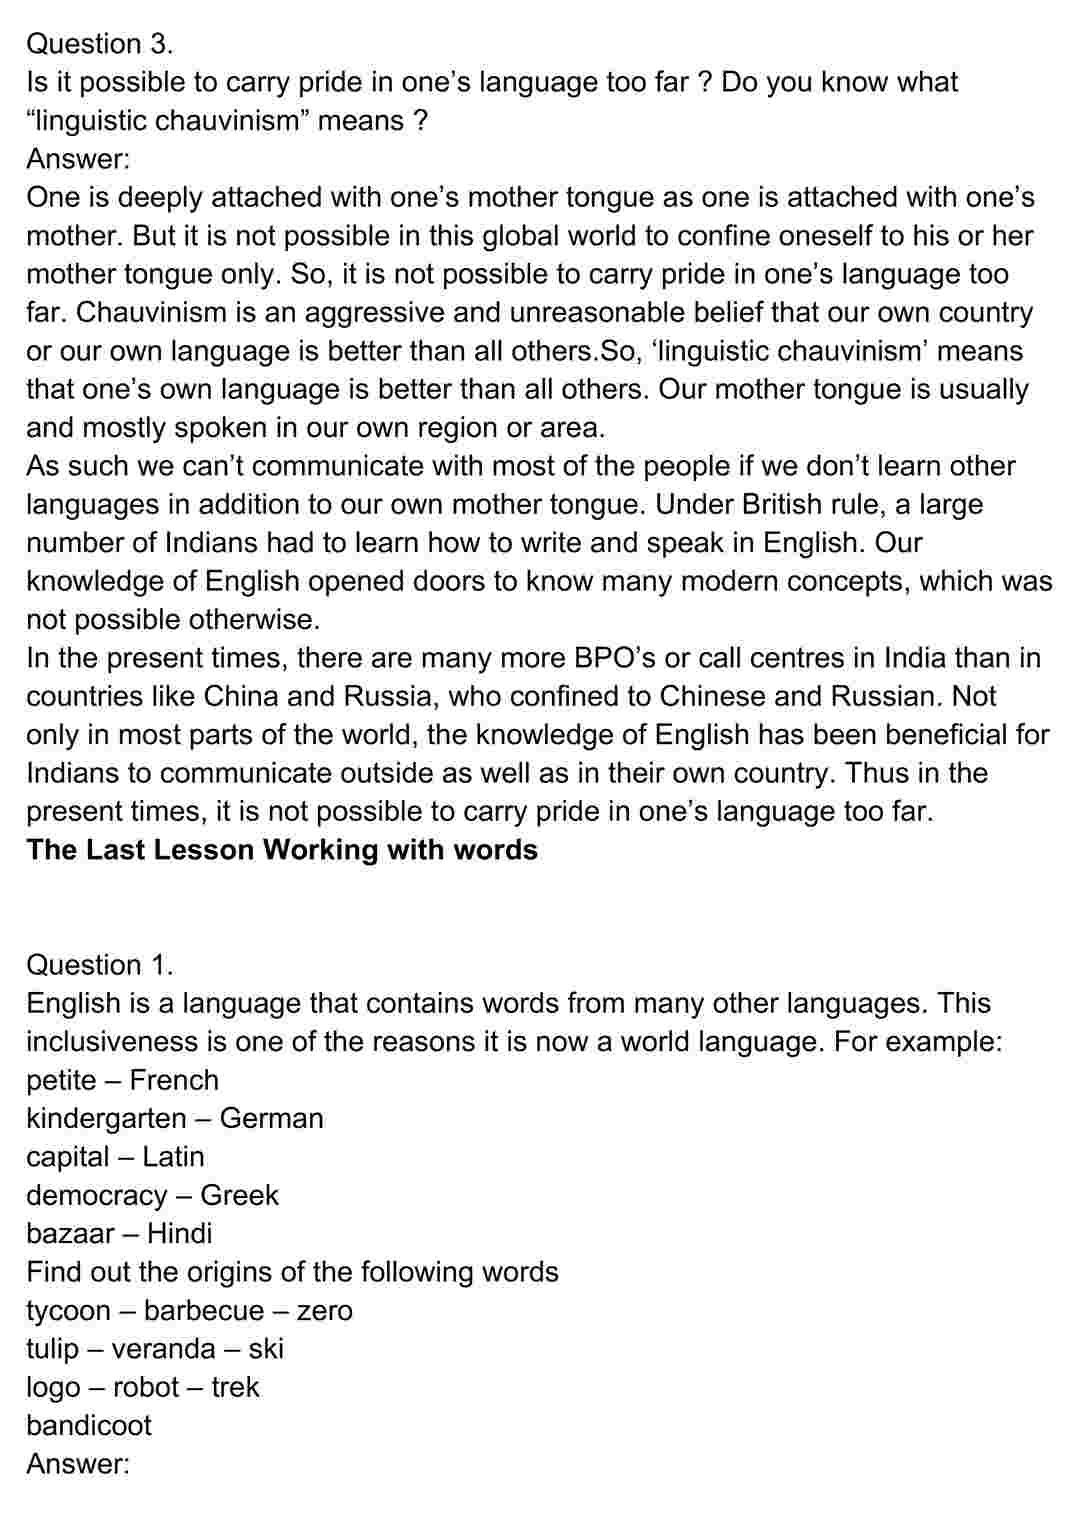 Question 3.
Is it possible to carry pride in one’s language too far ? Do you know what
“linguistic chauvinism” means ?
Answer:
One is deeply attached with one’s mother tongue as one is attached with one’s
mother. But it is not possible in this global world to confine oneself to his or her
mother tongue only. So, it is not possible to carry pride in one’s language too
far. Chauvinism is an aggressive and unreasonable belief that our own country
or our own language is better than all others.So, ‘linguistic chauvinism’ means
that one’s own language is better than all others. Our mother tongue is usually
and mostly spoken in our own region or area.
As such we can’t communicate with most of the people if we don’t learn other
languages in addition to our own mother tongue. Under British rule, a large
number of Indians had to learn how to write and speak in English. Our
knowledge of English opened doors to know many modern concepts, which was
not possible otherwise.
In the present times, there are many more BPO’s or call centres in India than in
countries like China and Russia, who confined to Chinese and Russian. Not
only in most parts of the world, the knowledge of English has been beneficial for
Indians to communicate outside as well as in their own country. Thus in the
present times, it is not possible to carry pride in one’s language too far.
The Last Lesson Working with words
Question 1.
English is a language that contains words from many other languages. This
inclusiveness is one of the reasons it is now a world language. For example:
petite – French
kindergarten – German
capital – Latin
democracy – Greek
bazaar – Hindi
Find out the origins of the following words
tycoon – barbecue – zero
tulip – veranda – ski
logo – robot – trek
bandicoot
Answer: